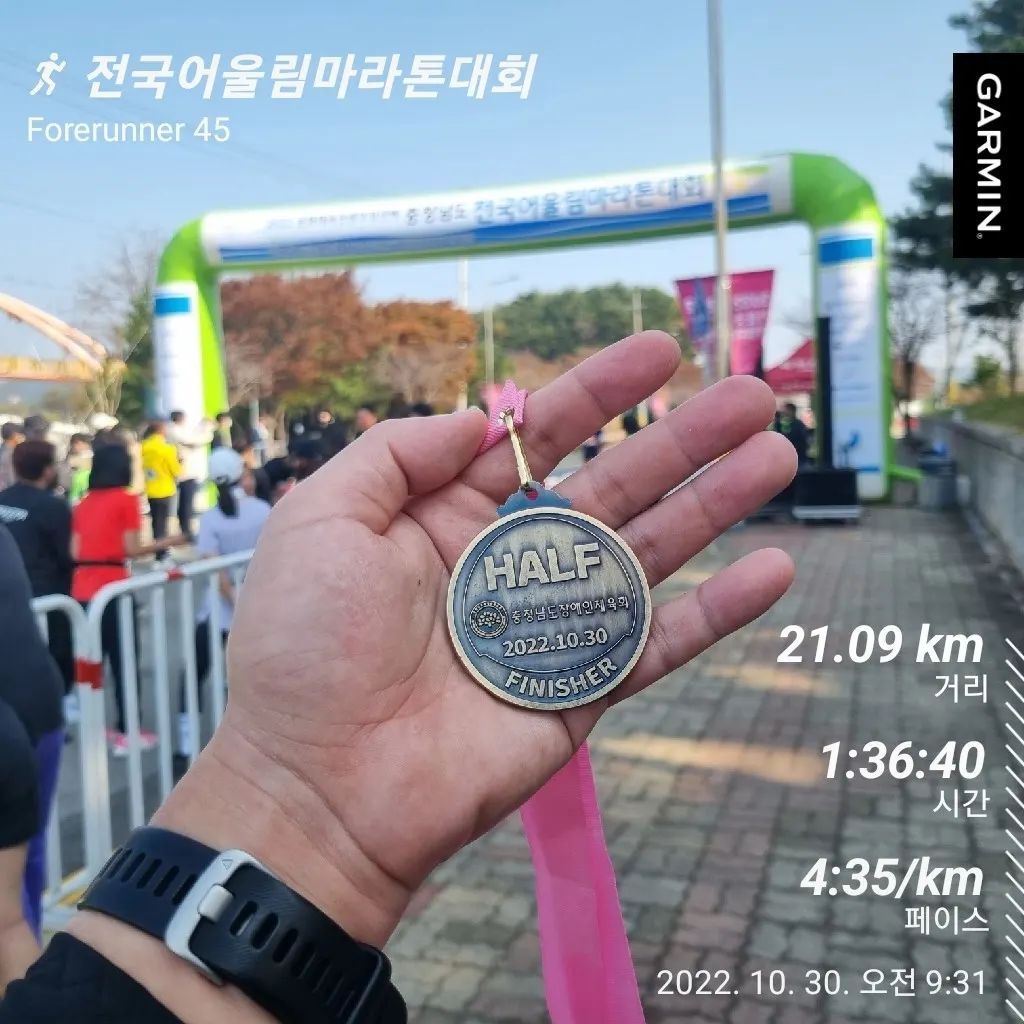 전국어울림마라톤대회
Forerunner 45
GARMIN
충청남도 전국어울림마라톤대회
HALF
충청남도장애인체육회
2022.10.30
FINISHER
21.09 km
거리
1:36:40
시간
4:35/km
페이스
2022. 10. 30. 오전 9:31